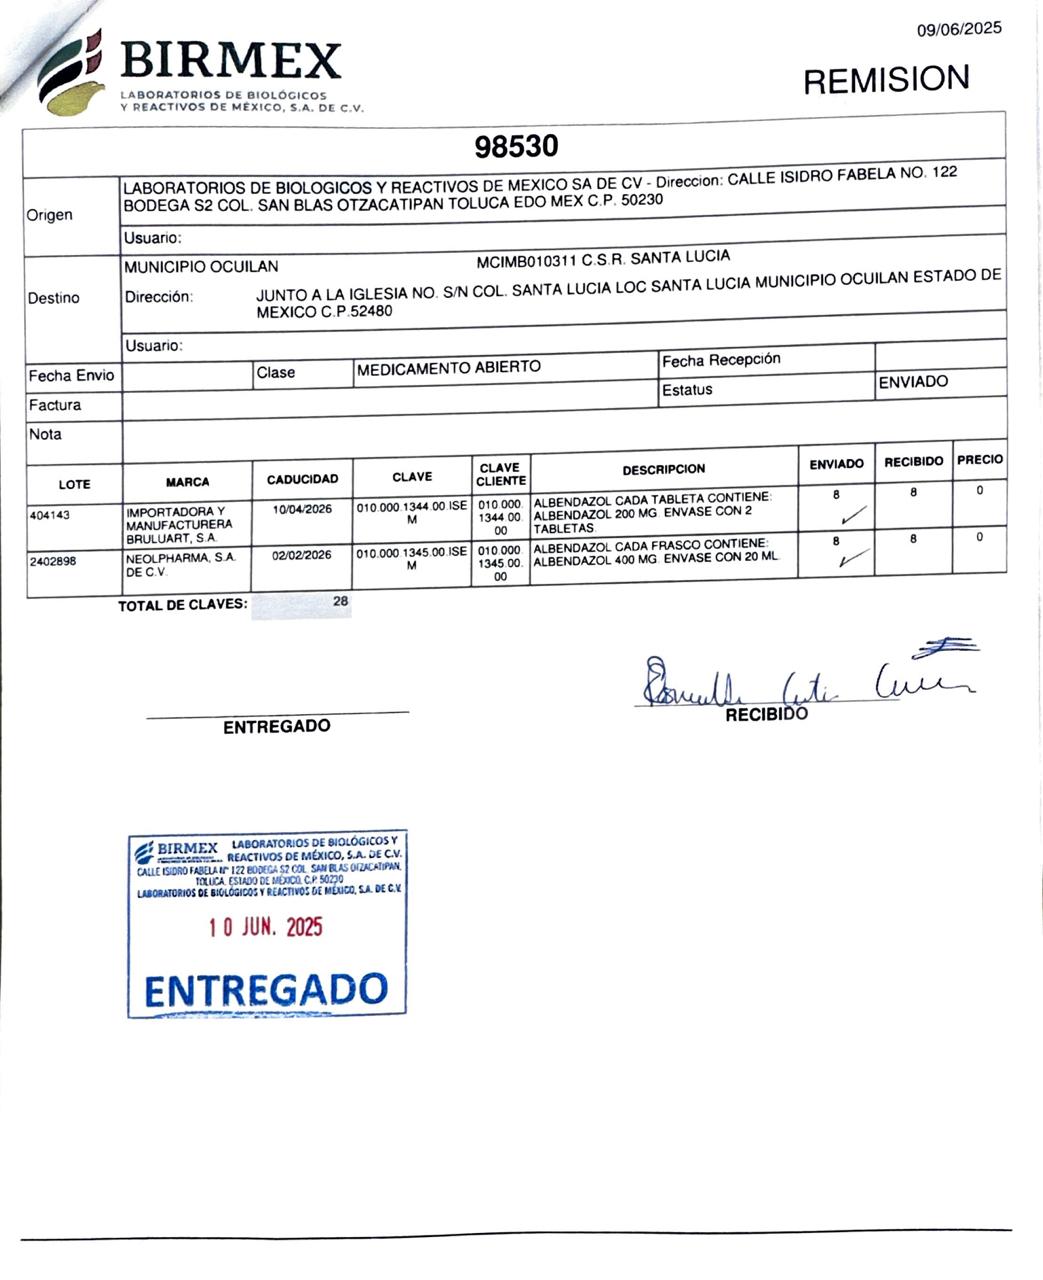 09/06/2025
BIRMEX
LABORATORIOS DE BIOLÓGICOS
Y REACTIVOS DE MÉXICO, S.A. DE C.V.
REMISION
98530
Origen
LABORATORIOS DE BIOLOGICOS Y REACTIVOS DE MEXICO SA DE CV - Direccion: CALLE ISIDRO FABELA NO. 122
BODEGA S2 COL. SAN BLAS OTZACATIPAN TOLUCA EDO MEX C.P. 50230
Usuario:
Destino
MUNICIPIO OCUILAN MCIMB010311 C.S.R. SANTA LUCIA
Dirección: JUNTO A LA IGLESIA NO. S/N COL. SANTA LUCIA LOC SANTA LUCIA MUNICIPIO OCUILAN ESTADO DE
MEXICO C.P.52480
Usuario:
Fecha Envio Clase MEDICAMENTO ABIERTO Fecha Recepción
Factura Estatus ENVIADO
Nota
LOTE MARCA CADUCIDAD CLAVE CLAVE CLIENTE DESCRIPCION ENVIADO RECIBIDO PRECIO
404143 IMPORTADORA Y 10/04/2026 010.000.1344.00.ISE 010.000. ALBENDAZOL CADA TABLETA CONTIENE: 8 8 0
MANUFACTURERA M 1344.00. ALBENDAZOL 200 MG. ENVASE CON 2
BRULUART, S.A. 00 TABLETAS.
2402898 NEOLPHARMA, S.A. 02/02/2026 010.000.1345.00.ISE 010.000. ALBENDAZOL CADA FRASCO CONTIENE: 8 8 0
DE C.V. M 1345.00. ALBENDAZOL 400 MG. ENVASE CON 20 ML.
00
TOTAL DE CLAVES: 28
ENTREGADO
RECIBIDO
BIRMEX LABORATORIOS DE BIOLÓGICOS Y
REACTIVOS DE MÉXICO, S.A. DE C.V.
CALLE ISIDRO FABELA N° 122 BODEGA S2 COL. SAN BLAS OTZACATIPAN,
TOLUCA, ESTADO DE MÉXICO, C.P. 50230
LABORATORIOS DE BIOLÓGICOS Y REACTIVOS DE MÉXICO, S.A. DE C.V.
10 JUN. 2025
ENTREGADO